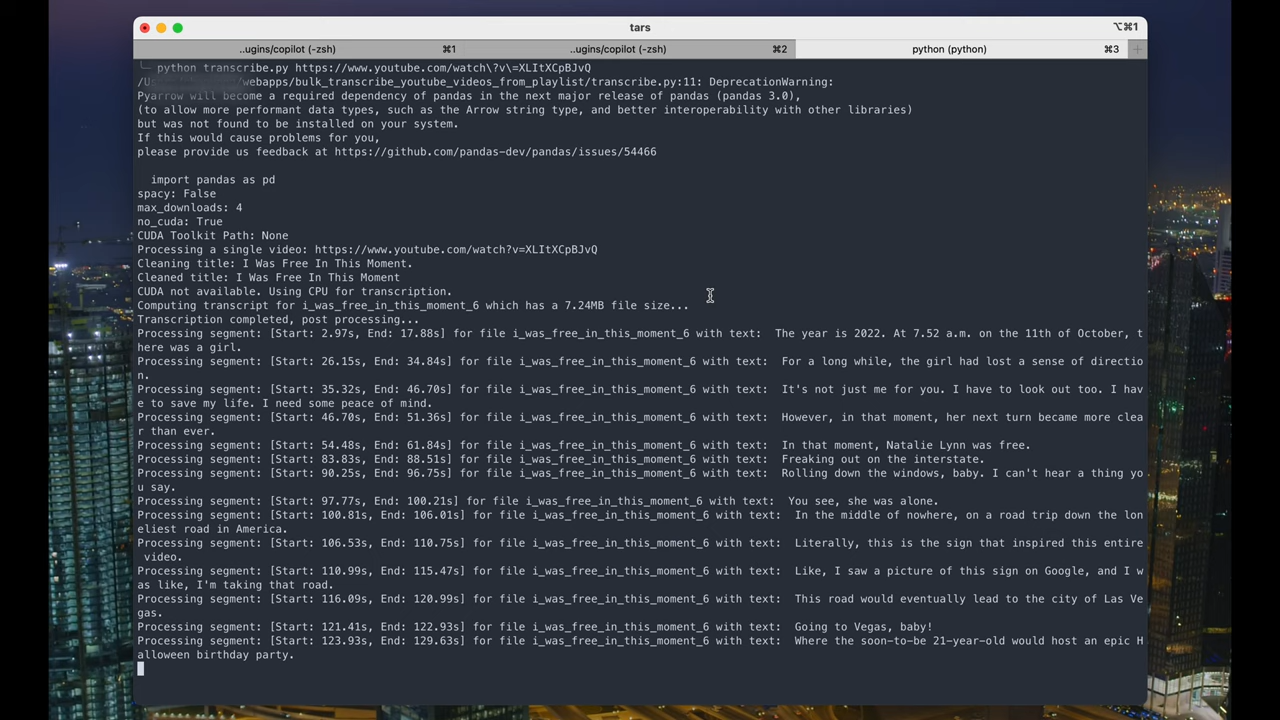 tars
⌥⌘1
..ugins/copilot (-zsh)
⌘1
..ugins/copilot (-zsh)
⌘2
python (python)
⌘3
python transcribe.py https://www.youtube.com/watch\?v\=XLItXCpBJvQ
/Us /webapps/bulk_transcribe_youtube_videos_from_playlist/transcribe.py:11: DeprecationWarning:
Pyarrow will become a required dependency of pandas in the next major release of pandas (pandas 3.0),
(to allow more performant data types, such as the Arrow string type, and better interoperability with other libraries)
but was not found to be installed on your system.
If this would cause problems for you,
please provide us feedback at https://github.com/pandas-dev/pandas/issues/54466
import pandas as pd
spacy: False
max_downloads: 4
no_cuda: True
CUDA Toolkit Path: None
Processing a single video: https://www.youtube.com/watch?v=XLItXCpBJvQ
Cleaning title: I Was Free In This Moment.
Cleaned title: I Was Free In This Moment
CUDA not available. Using CPU for transcription.
Computing transcript for i_was_free_in_this_moment_6 which has a 7.24MB file size...
Transcription completed, post processing...
Processing segment: [Start: 2.97s, End: 17.88s] for file i_was_free_in_this_moment_6 with text:  The year is 2022. At 7.52 a.m. on the 11th of October, t
here was a girl.
Processing segment: [Start: 26.15s, End: 34.84s] for file i_was_free_in_this_moment_6 with text:  For a long while, the girl had lost a sense of directio
n.
Processing segment: [Start: 35.32s, End: 46.70s] for file i_was_free_in_this_moment_6 with text:  It's not just me for you. I have to look out too. I hav
e to save my life. I need some peace of mind.
Processing segment: [Start: 46.70s, End: 51.36s] for file i_was_free_in_this_moment_6 with text:  However, in that moment, her next turn became more clea
r than ever.
Processing segment: [Start: 54.48s, End: 61.84s] for file i_was_free_in_this_moment_6 with text:  In that moment, Natalie Lynn was free.
Processing segment: [Start: 83.83s, End: 88.51s] for file i_was_free_in_this_moment_6 with text:  Freaking out on the interstate.
Processing segment: [Start: 90.25s, End: 96.75s] for file i_was_free_in_this_moment_6 with text:  Rolling down the windows, baby. I can't hear a thing yo
u say.
Processing segment: [Start: 97.77s, End: 100.21s] for file i_was_free_in_this_moment_6 with text:  You see, she was alone.
Processing segment: [Start: 100.81s, End: 106.01s] for file i_was_free_in_this_moment_6 with text:  In the middle of nowhere, on a road trip down the lon
eliest road in America.
Processing segment: [Start: 106.53s, End: 110.75s] for file i_was_free_in_this_moment_6 with text:  Literally, this is the sign that inspired this entire
video.
Processing segment: [Start: 110.99s, End: 115.47s] for file i_was_free_in_this_moment_6 with text:  Like, I saw a picture of this sign on Google, and I w
as like, I'm taking that road.
Processing segment: [Start: 116.09s, End: 120.99s] for file i_was_free_in_this_moment_6 with text:  This road would eventually lead to the city of Las Ve
gas.
Processing segment: [Start: 121.41s, End: 122.93s] for file i_was_free_in_this_moment_6 with text:  Going to Vegas, baby!
Processing segment: [Start: 123.93s, End: 129.63s] for file i_was_free_in_this_moment_6 with text:  Where the soon-to-be 21-year-old would host an epic H
alloween birthday party.